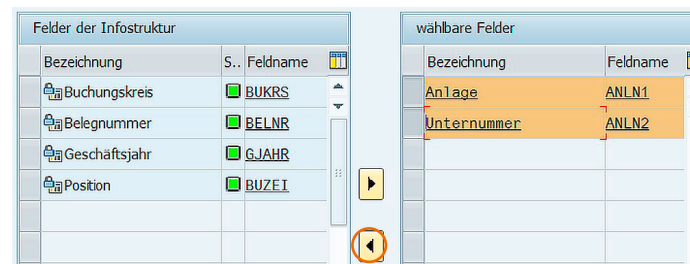 Felder der Infostruktur
Bezeichnung S.. Feldname
Buchungskreis BUKRS
Belegnummer BELNR
Geschäftsjahr GJAHR
Position BUZEI
wählbare Felder
Bezeichnung Feldname
Anlage ANLN1
Unternummer ANLN2